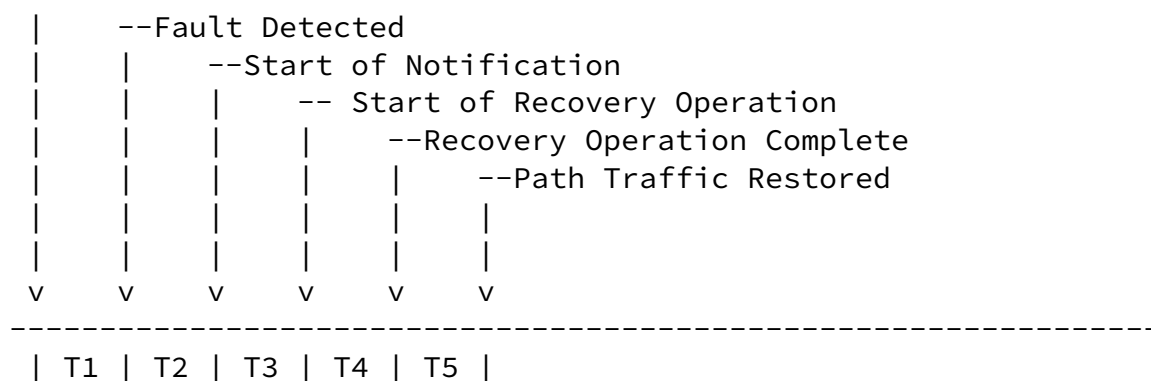 |    --Fault Detected
|    |    --Start of Notification
|    |    |    -- Start of Recovery Operation
|    |    |    |    --Recovery Operation Complete
|    |    |    |    |    --Path Traffic Restored
|    |    |    |    |    |
|    |    |    |    |    |
v    v    v    v    v    v
----------------------------------------------------------------
| T1 | T2 | T3 | T4 | T5 |